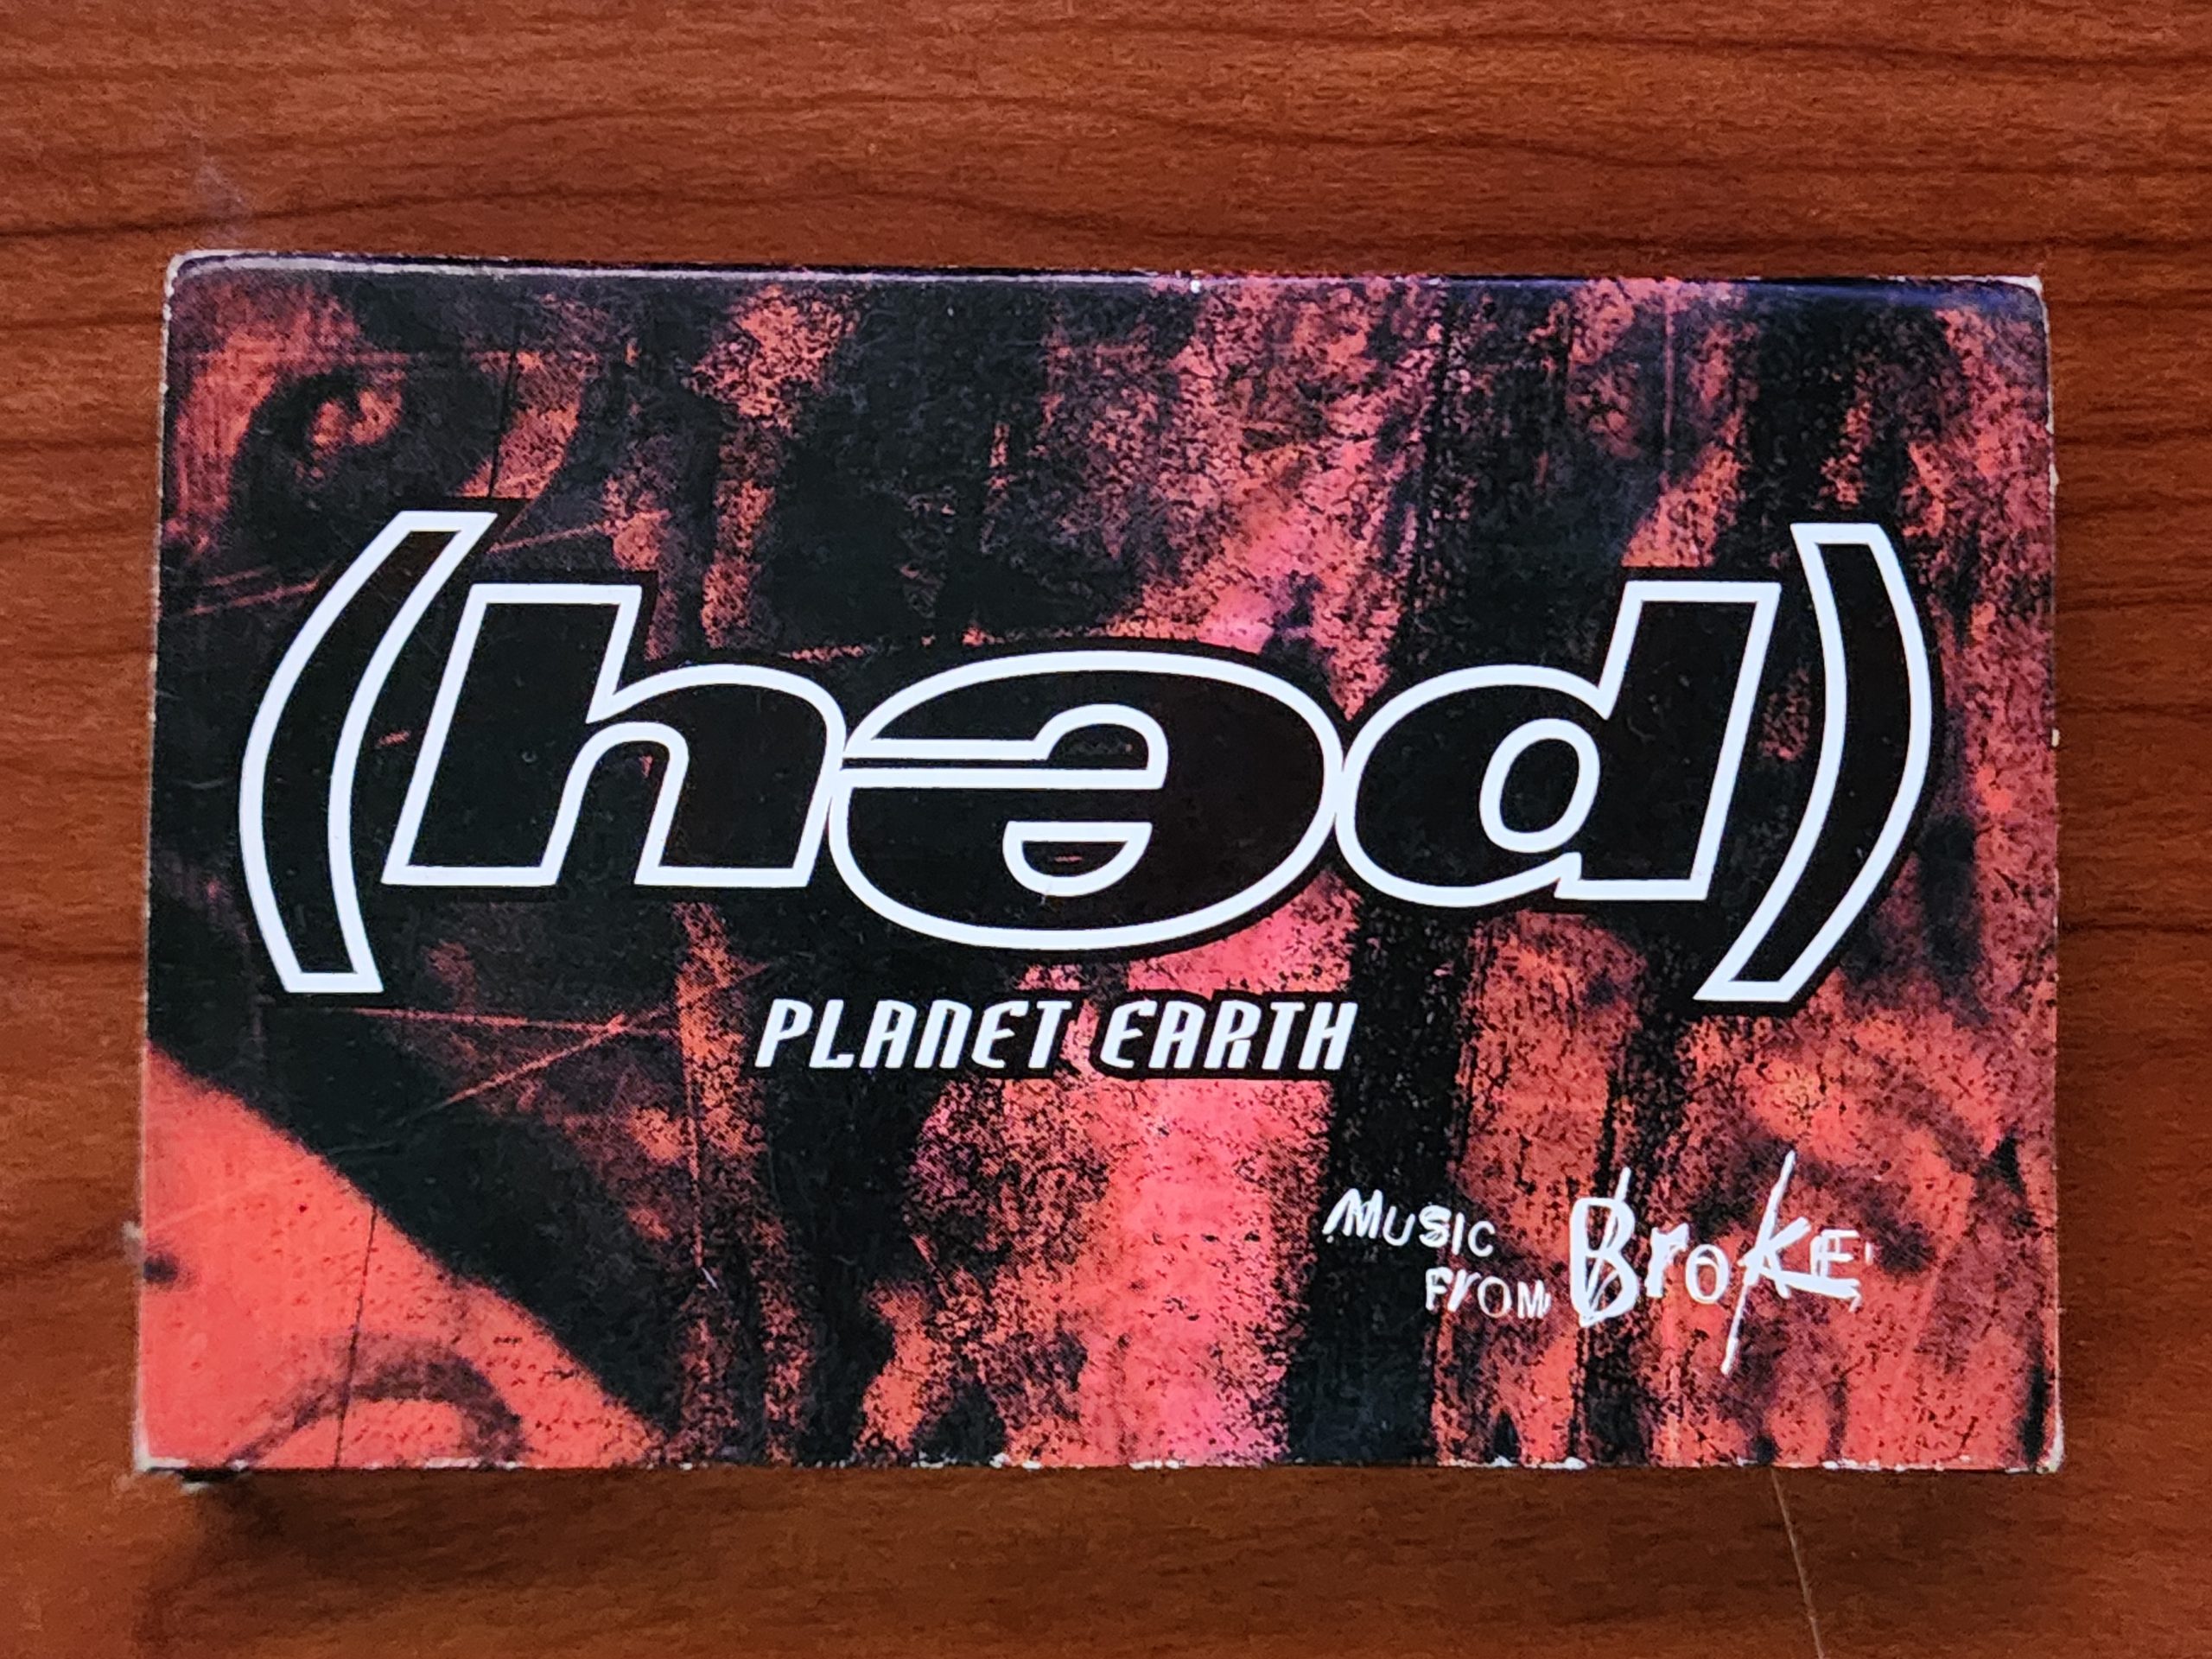 (həd)
PLANET EARTH
MUSIC
FROM BroKE